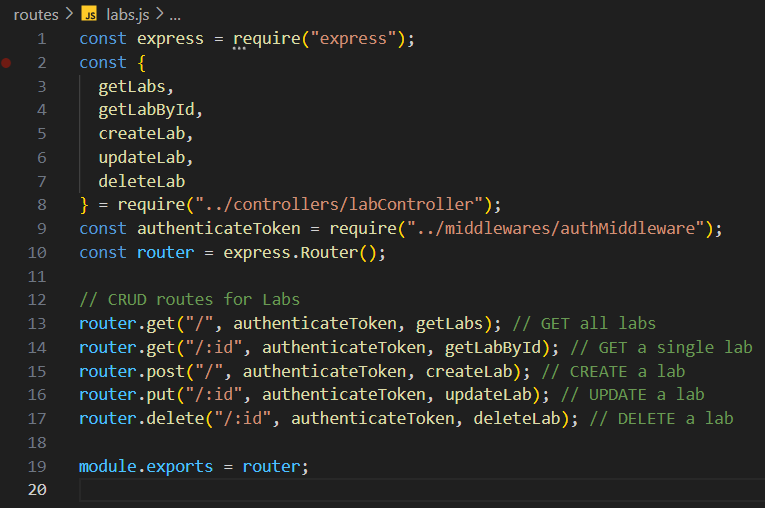 routes > JS labs.js > ...
1 const express = require("express");
2 const {
3   getLabs,
4   getLabById,
5   createLab,
6   updateLab,
7   deleteLab
8 } = require("../controllers/labController");
9 const authenticateToken = require("../middlewares/authMiddleware");
10 const router = express.Router();
11
12 // CRUD routes for Labs
13 router.get("/", authenticateToken, getLabs); // GET all labs
14 router.get("/:id", authenticateToken, getLabById); // GET a single lab
15 router.post("/", authenticateToken, createLab); // CREATE a lab
16 router.put("/:id", authenticateToken, updateLab); // UPDATE a lab
17 router.delete("/:id", authenticateToken, deleteLab); // DELETE a lab
18
19 module.exports = router;
20